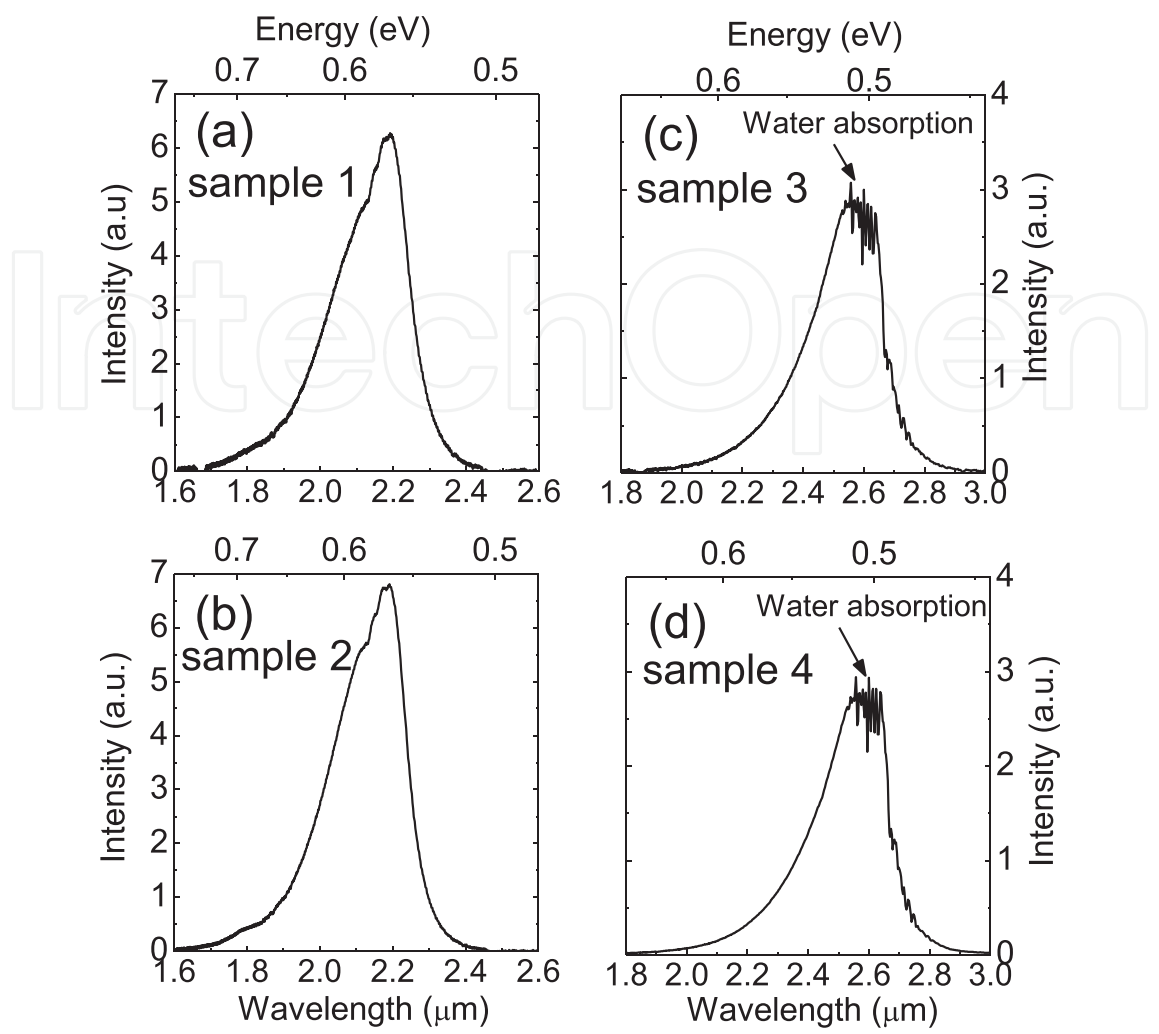 Energy (eV)
0.7 0.6 0.5
7
6
5
4
3
2
1
0
Intensity (a.u)
(a)
sample 1
1.6 1.8 2.0 2.2 2.4 2.6
Energy (eV)
0.6 0.5
4
3
2
1
0
Intensity (a.u.)
(c)
Water absorption
sample 3
1.8 2.0 2.2 2.4 2.6 2.8 3.0
IntechOpen
0.7 0.6 0.5
7
6
5
4
3
2
1
0
Intensity (a.u.)
(b)
sample 2
1.6 1.8 2.0 2.2 2.4 2.6
Wavelength (μm)
0.6 0.5
4
3
2
1
0
Intensity (a.u.)
(d)
Water absorption
sample 4
1.8 2.0 2.2 2.4 2.6 2.8 3.0
Wavelength (μm)